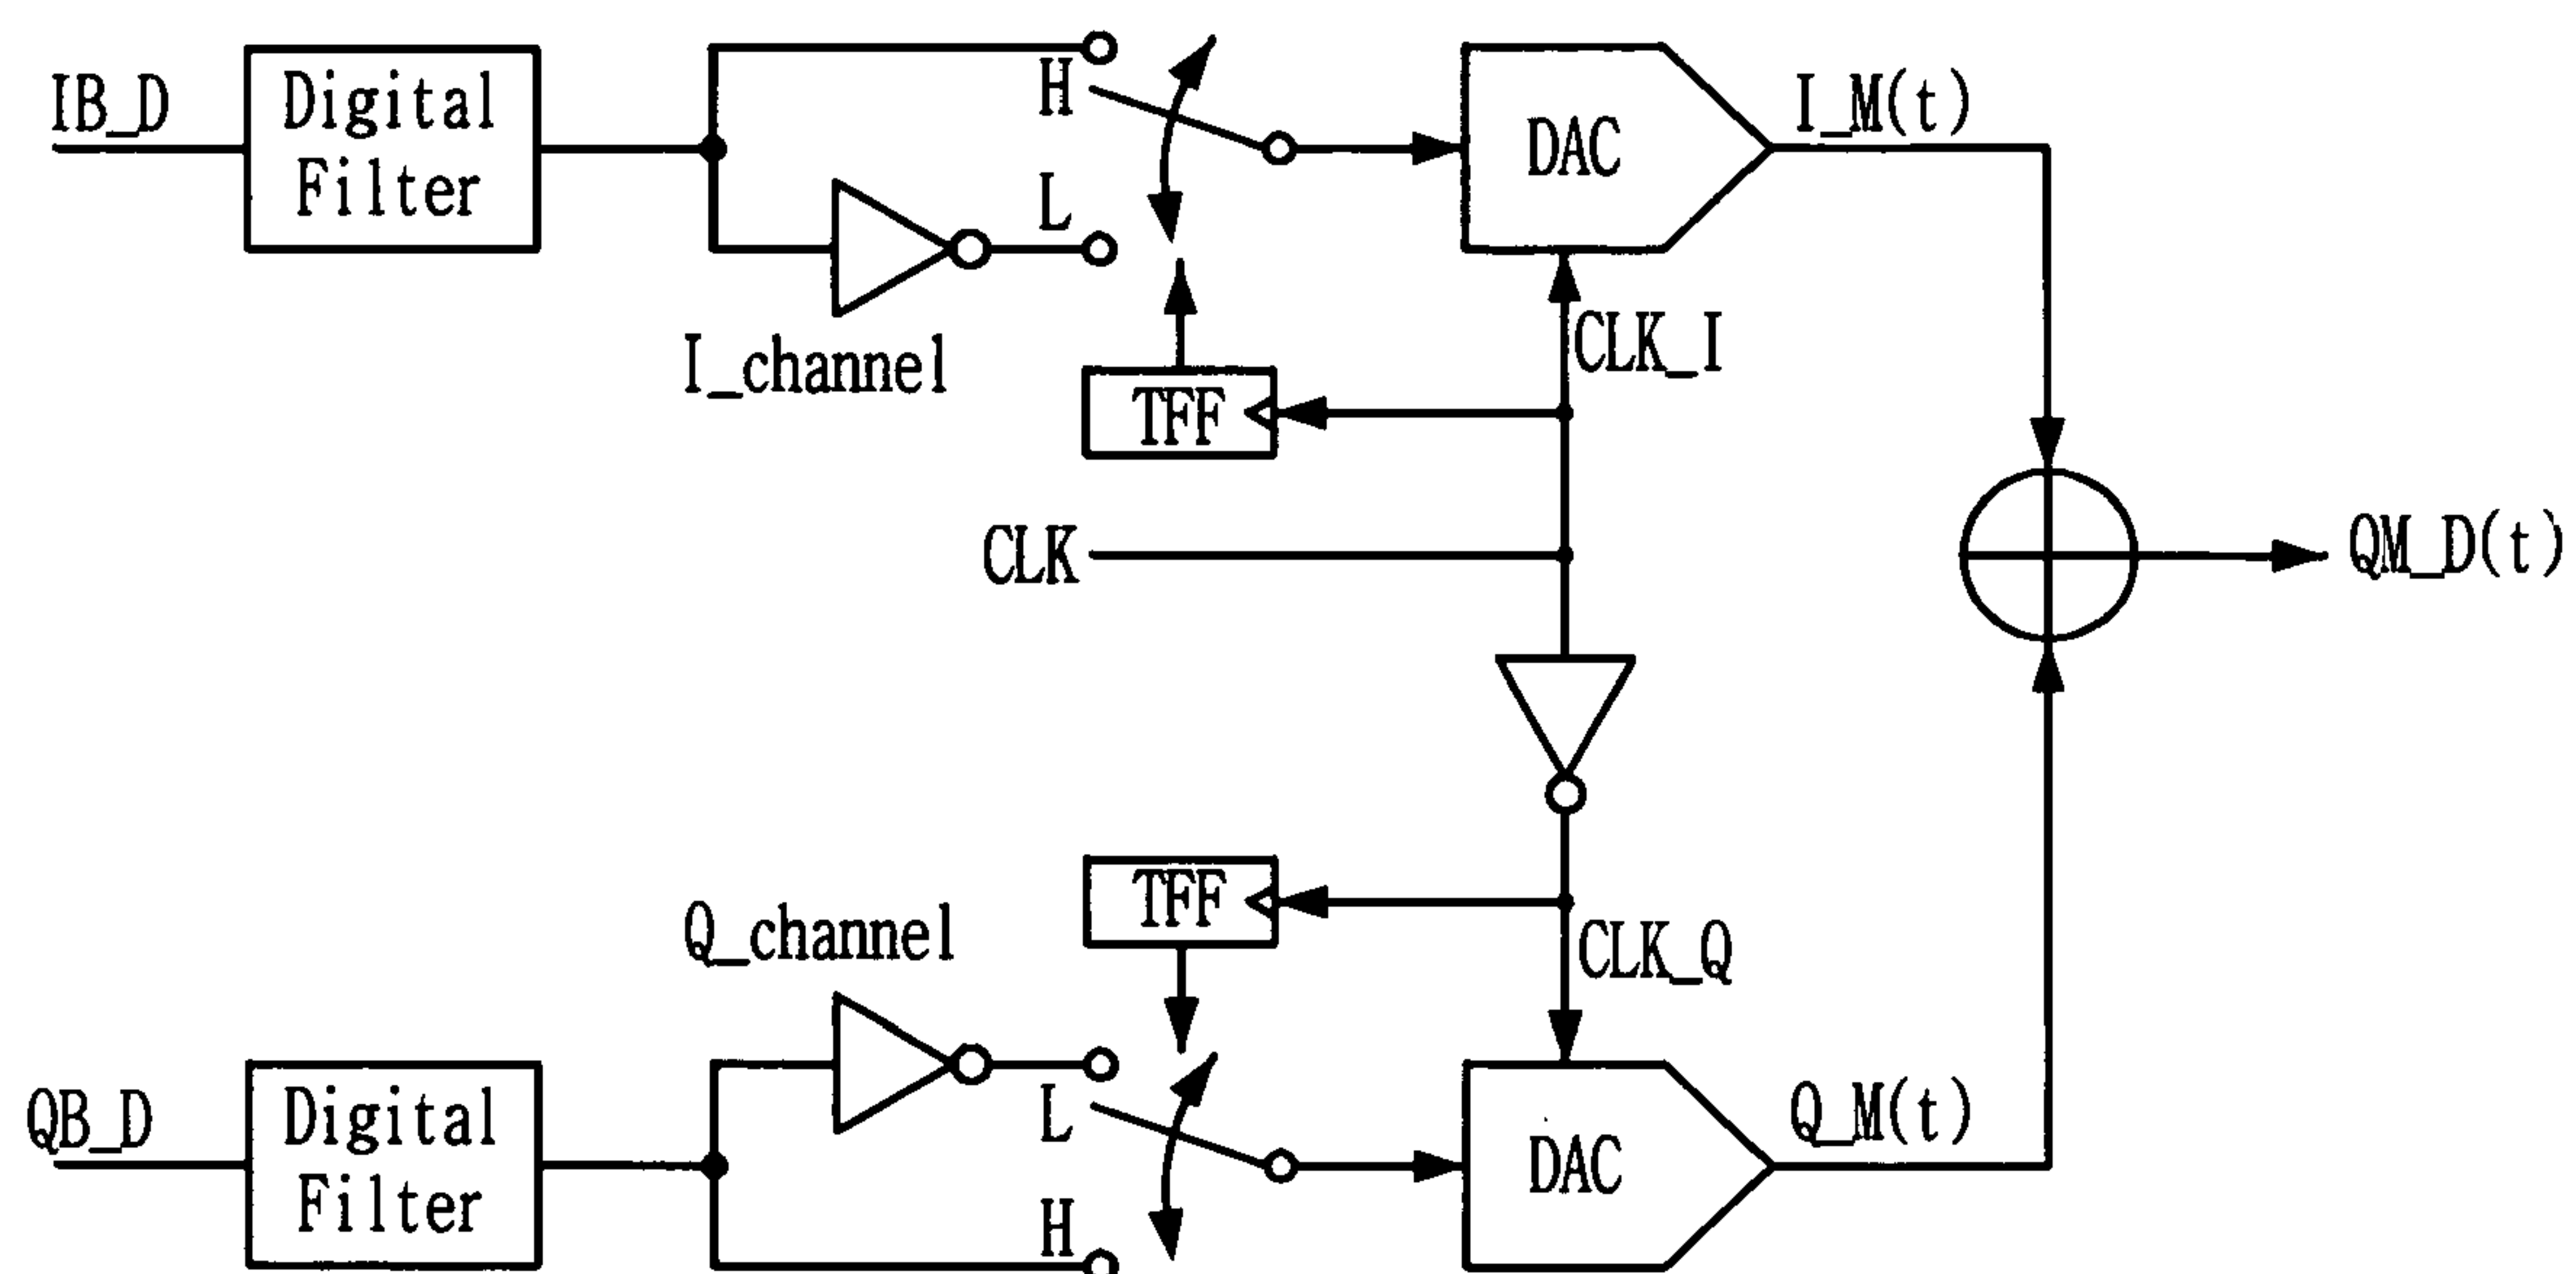 IB_D
Digital
Filter
H
L
I_channel
TFF
DAC
I_M(t)
CLK_I
CLK
QM_D(t)
TFF
CLK_Q
Q_channel
QB_D
Digital
Filter
L
H
DAC
Q_M(t)